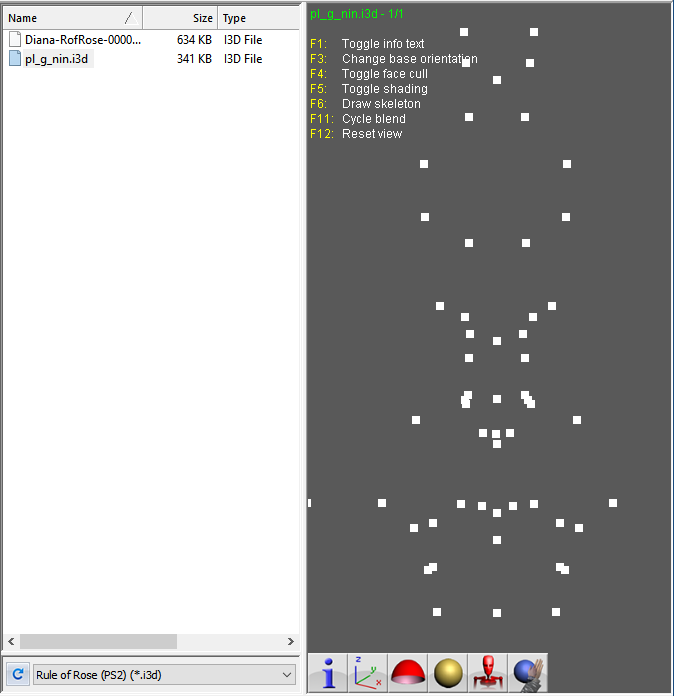 Name Size Type
Diana-RofRose-0000... 634 KB I3D File
pl_g_nin.i3d 341 KB I3D File
Rule of Rose (PS2) (*.i3d)
pl_g_nin.i3d - 1/1
F1: Toggle info text
F3: Change base orientation
F4: Toggle face cull
F5: Toggle shading
F6: Draw skeleton
F11: Cycle blend
F12: Reset view
z
y
x